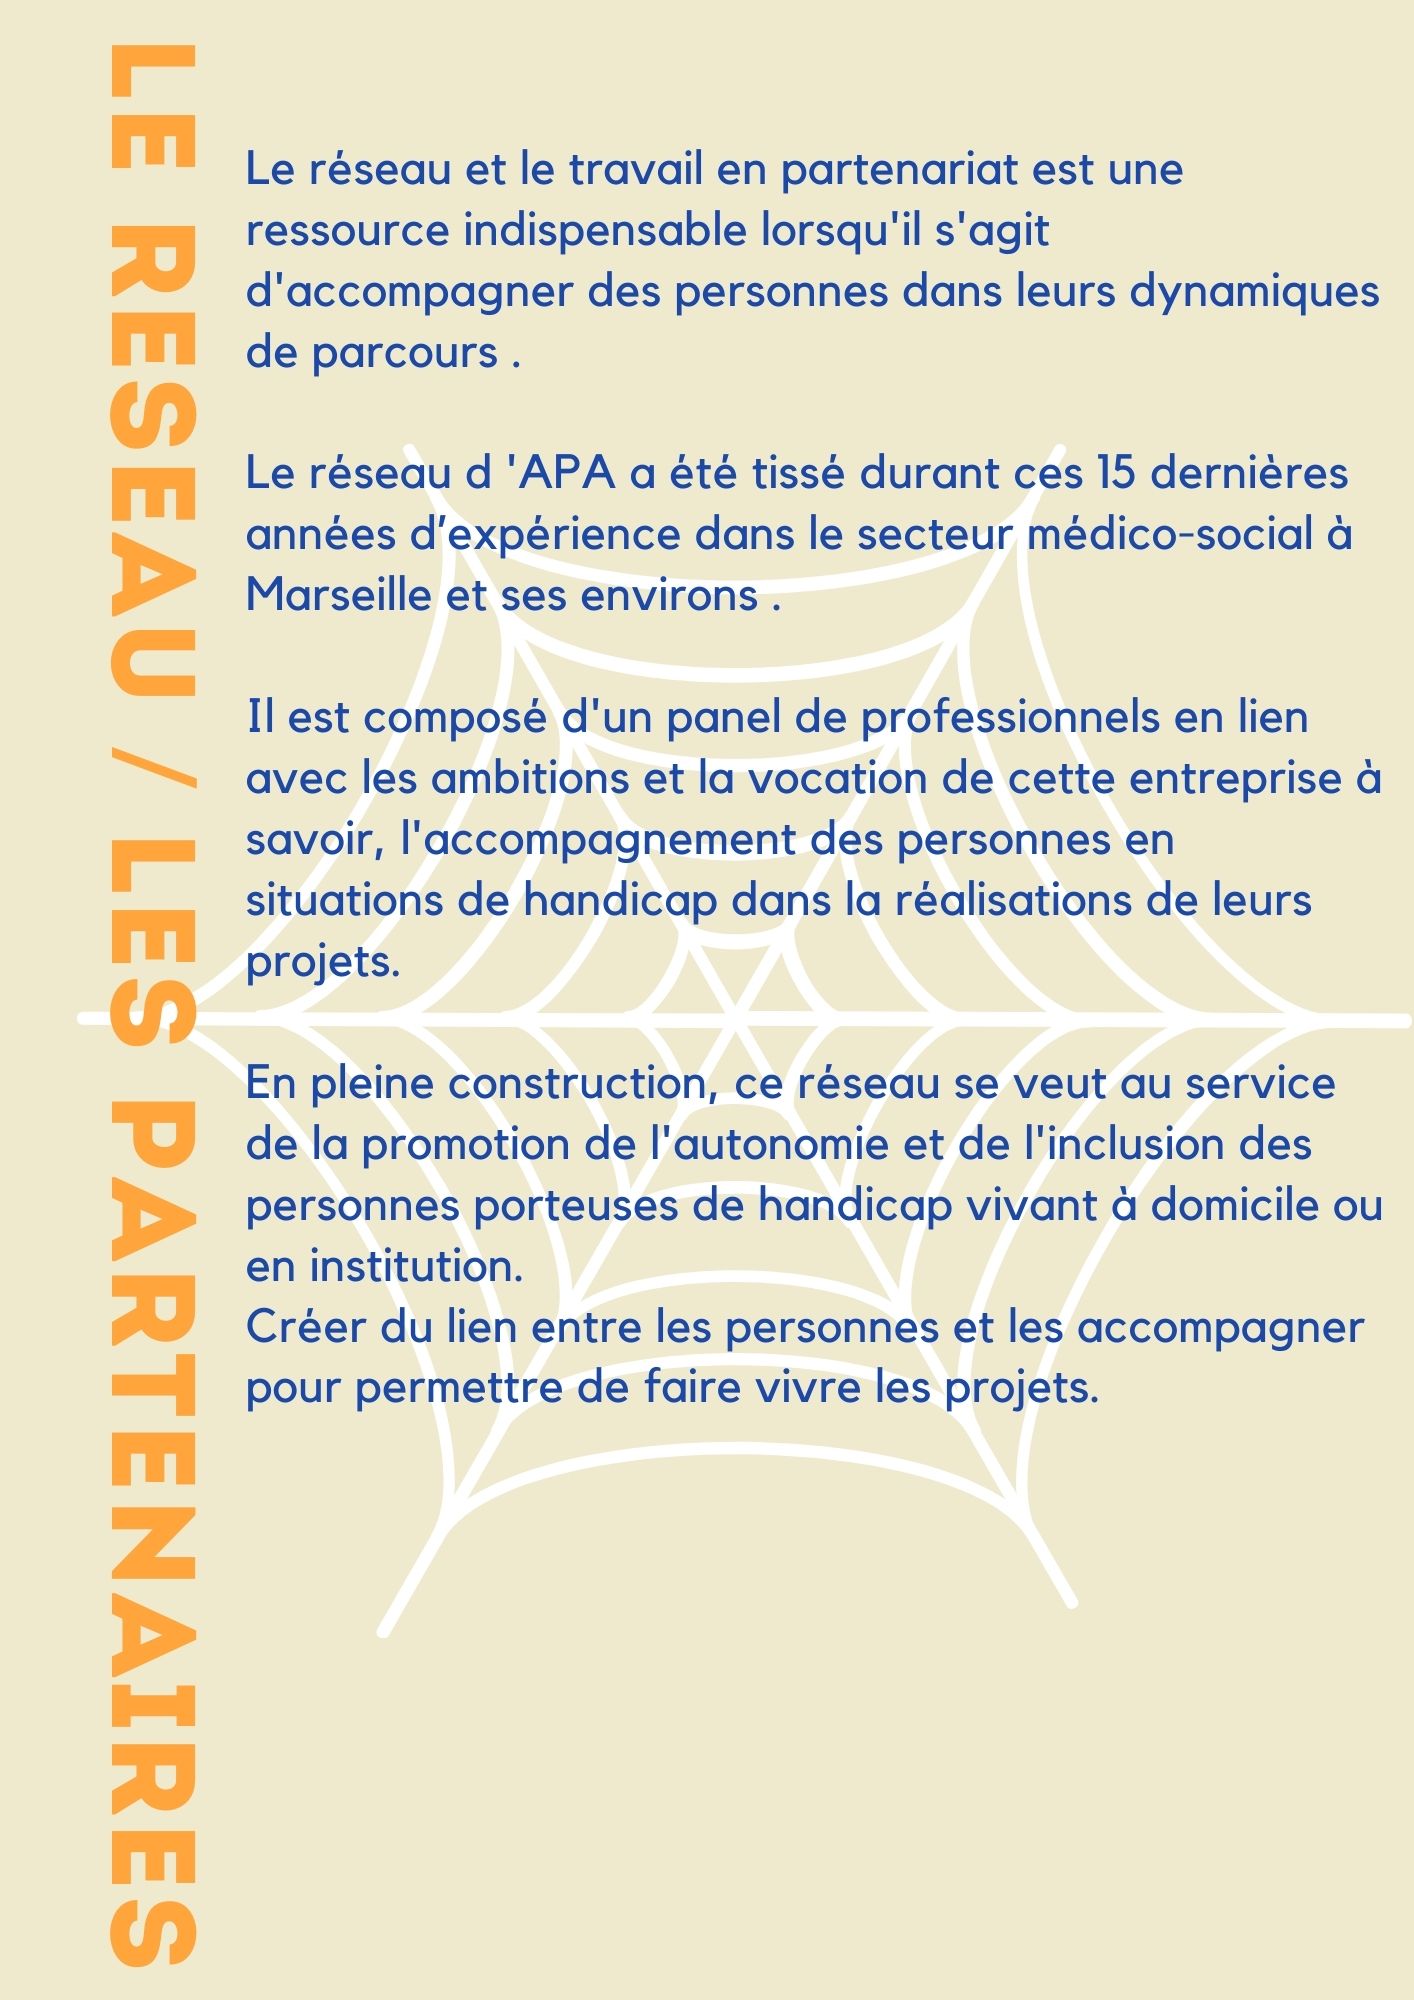 LE RESEAU / LES PARTENAIRES
Le réseau et le travail en partenariat est une
ressource indispensable lorsqu'il s'agit
d'accompagner des personnes dans leurs dynamiques
de parcours .
Le réseau d 'APA a été tissé durant ces 15 dernières
années d’expérience dans le secteur médico-social à
Marseille et ses environs .
Il est composé d'un panel de professionnels en lien
avec les ambitions et la vocation de cette entreprise à
savoir, l'accompagnement des personnes en
situations de handicap dans la réalisations de leurs
projets.
En pleine construction, ce réseau se veut au service
de la promotion de l'autonomie et de l'inclusion des
personnes porteuses de handicap vivant à domicile ou
en institution.
Créer du lien entre les personnes et les accompagner
pour permettre de faire vivre les projets.